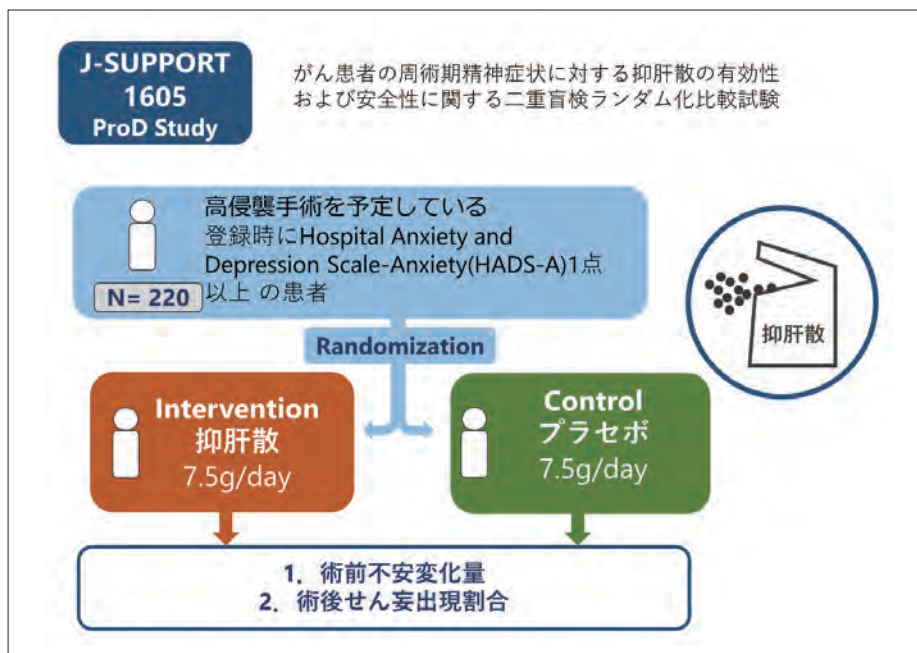 J-SUPPORT
1605
ProD Study
がん患者の周術期精神症状に対する抑肝散の有効性
および安全性に関する二重盲検ランダム化比較試験
高侵襲手術を予定している
登録時にHospital Anxiety and
Depression Scale-Anxiety(HADS-A)1点
以上 の患者
N= 220
抑肝散
Randomization
Intervention
抑肝散
7.5g/day
Control
プラセボ
7.5g/day
1. 術前不安変化量
2. 術後せん妄出現割合